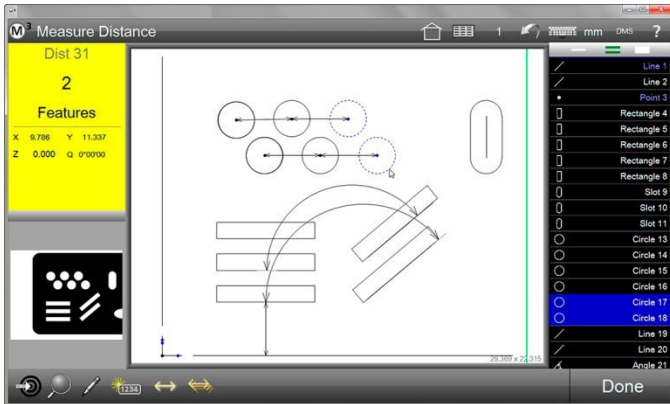 M3 Measure Distance
1
mm
DMS
?
Dist 31
2
Features
X 9.786 Y 11.337
Z 0.000 Q 0°00'00
29.369 x 22.315
Line 1
Line 2
Point 3
Rectangle 4
Rectangle 5
Rectangle 6
Rectangle 7
Rectangle 8
Slot 9
Slot 10
Slot 11
Circle 13
Circle 14
Circle 15
Circle 16
Circle 17
Circle 18
Line 19
Line 20
Angle 21
1234
Done